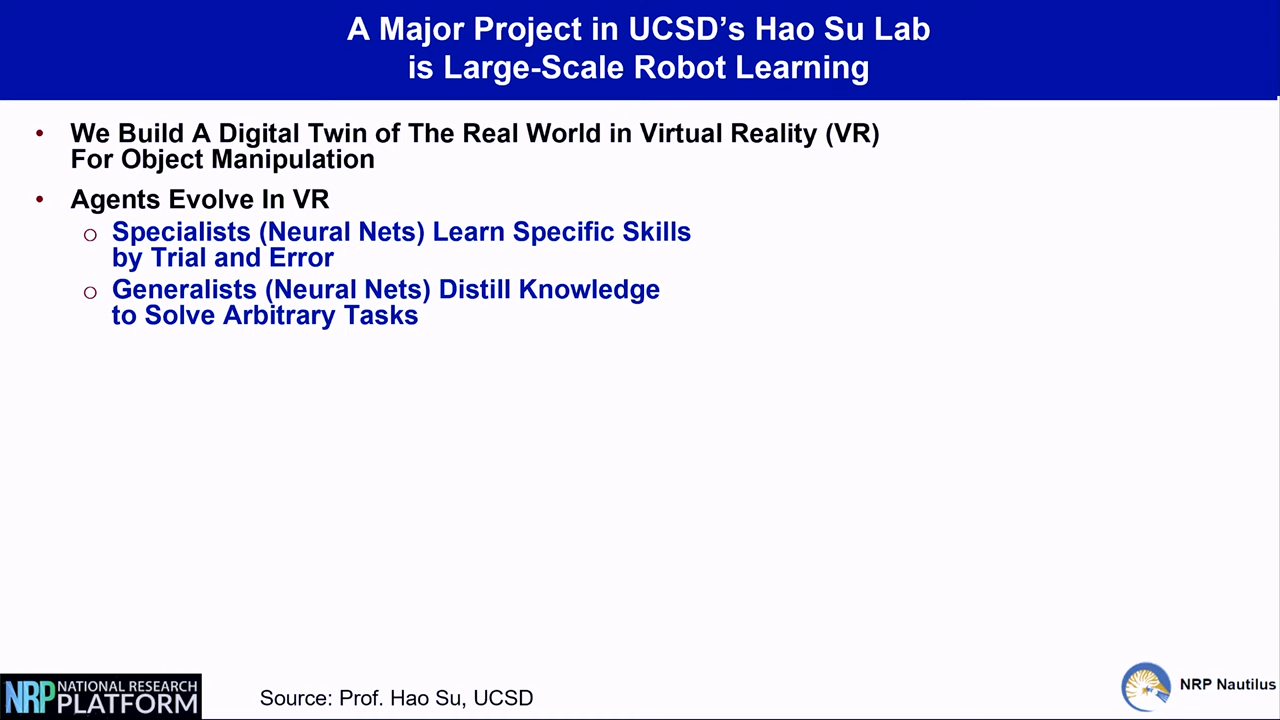 A Major Project in UCSD’s Hao Su Lab
is Large-Scale Robot Learning
• We Build A Digital Twin of The Real World in Virtual Reality (VR)
For Object Manipulation
• Agents Evolve In VR
o Specialists (Neural Nets) Learn Specific Skills
by Trial and Error
o Generalists (Neural Nets) Distill Knowledge
to Solve Arbitrary Tasks
NRP NATIONAL RESEARCH
PLATFORM
Source: Prof. Hao Su, UCSD
NRP Nautilus